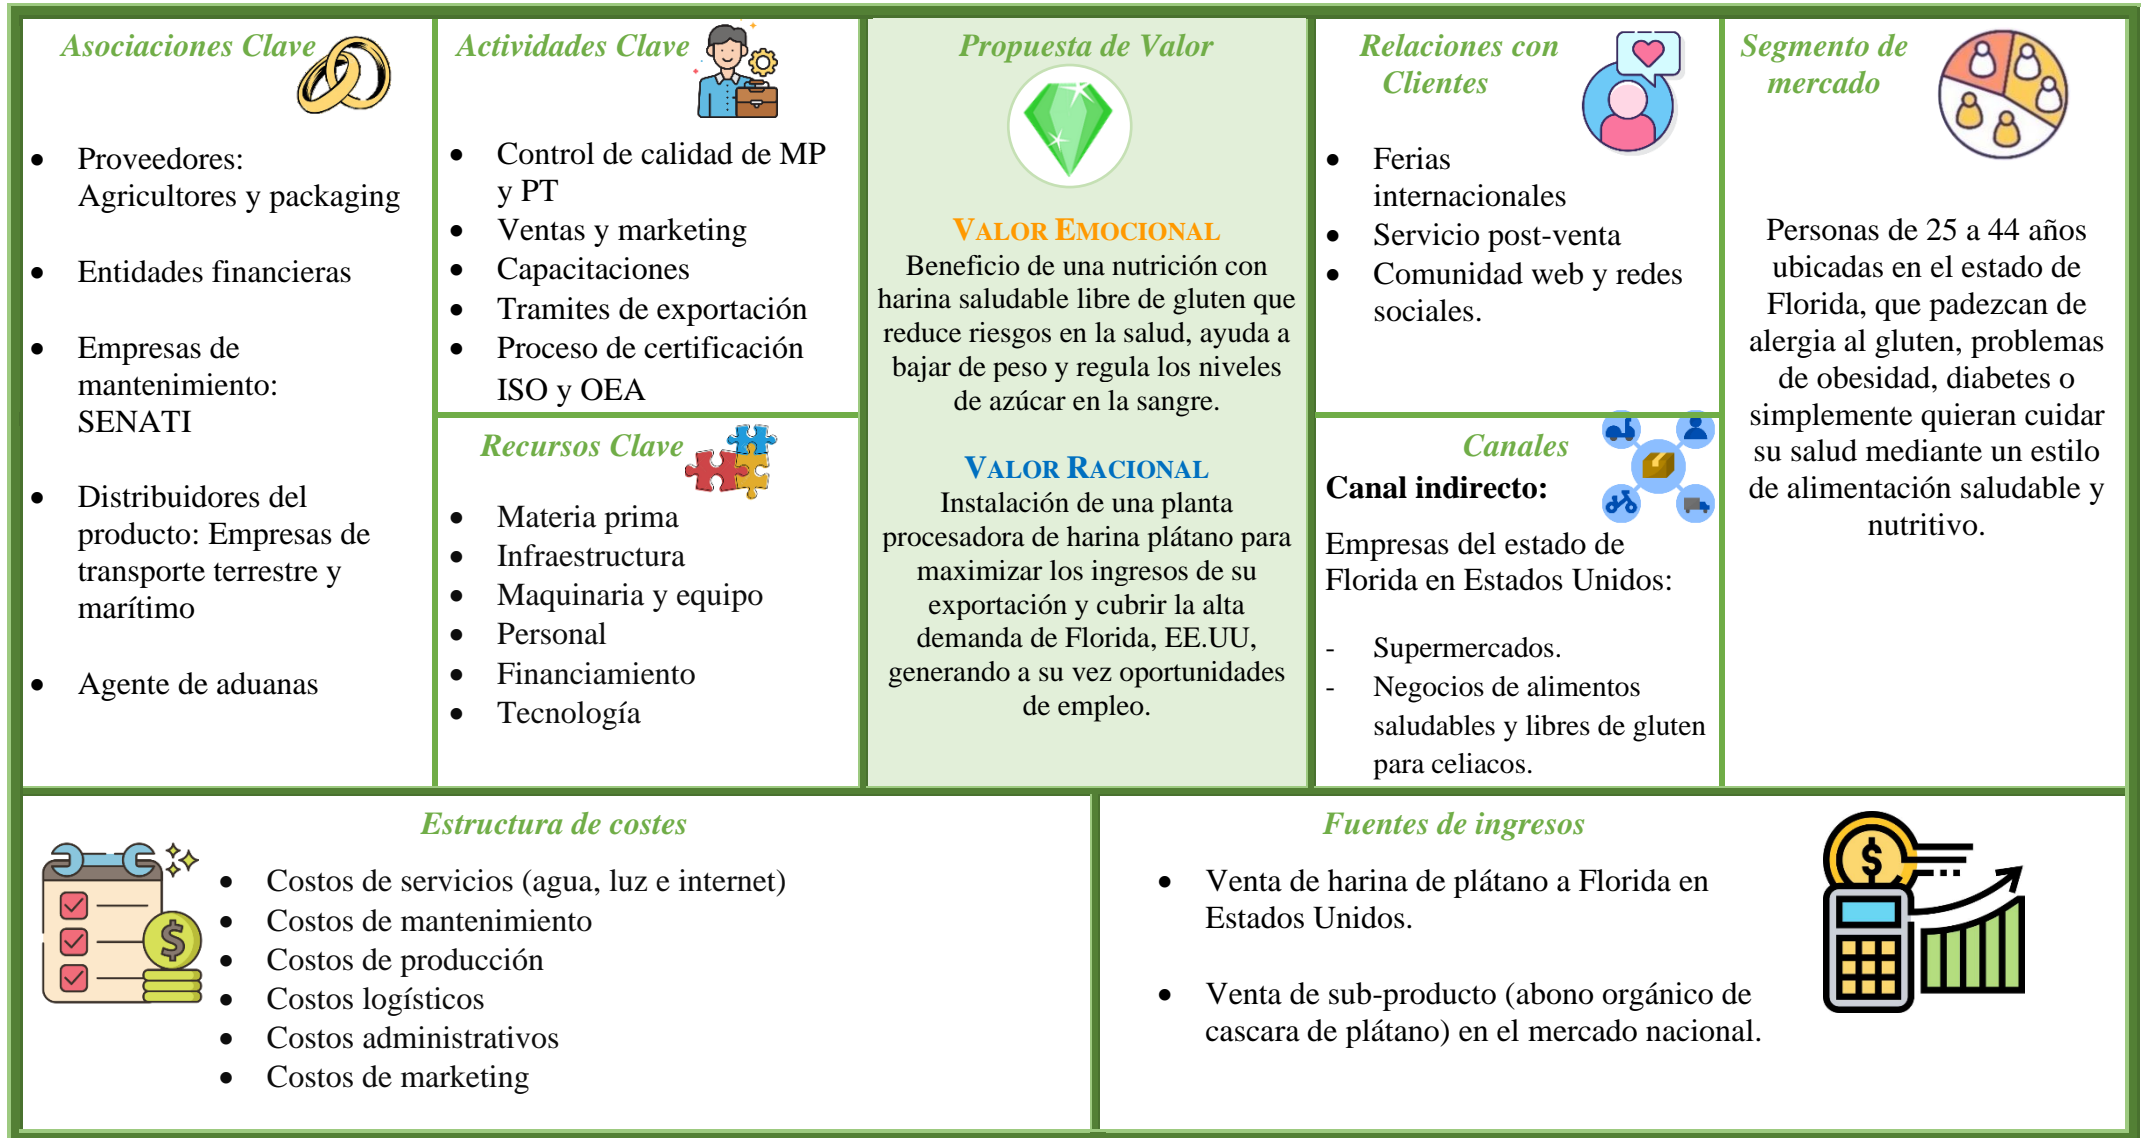 Asociaciones Clave
Proveedores:
Agricultores y packaging
Entidades financieras
Empresas de
mantenimiento:
SENATI
Distribuidores del
producto: Empresas de
transporte terrestre y
marítimo
Agente de aduanas
Actividades Clave
Control de calidad de MP
y PT
Ventas y marketing
Capacitaciones
Tramites de exportación
Proceso de certificación
ISO y OEA
Recursos Clave
Materia prima
Infraestructura
Maquinaria y equipo
Personal
Financiamiento
Tecnología
Propuesta de Valor
VALOR EMOCIONAL
Beneficio de una nutrición con
harina saludable libre de gluten que
reduce riesgos en la salud, ayuda a
bajar de peso y regula los niveles
de azúcar en la sangre.
VALOR RACIONAL
Instalación de una planta
procesadora de harina plátano para
maximizar los ingresos de su
exportación y cubrir la alta
demanda de Florida, EE.UU,
generando a su vez oportunidades
de empleo.
Relaciones con
Clientes
Ferias
internacionales
Servicio post-venta
Comunidad web y redes
sociales.
Canales
Canal indirecto:
Empresas del estado de
Florida en Estados Unidos:
- Supermercados.
- Negocios de alimentos
saludables y libres de gluten
para celiacos.
Segmento de
mercado
Personas de 25 a 44 años
ubicadas en el estado de
Florida, que padezcan de
alergia al gluten, problemas
de obesidad, diabetes o
simplemente quieran cuidar
su salud mediante un estilo
de alimentación saludable y
nutritivo.
Estructura de costes
Costos de servicios (agua, luz e internet)
Costos de mantenimiento
Costos de producción
Costos logísticos
Costos administrativos
Costos de marketing
Fuentes de ingresos
Venta de harina de plátano a Florida en
Estados Unidos.
Venta de sub-producto (abono orgánico de
cascara de plátano) en el mercado nacional.